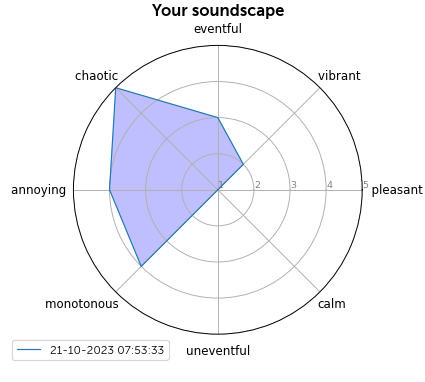 Your soundscape
eventful
chaotic
vibrant
annoying
1 2 3 4 5
pleasant
monotonous
calm
uneventful
21-10-2023 07:53:33